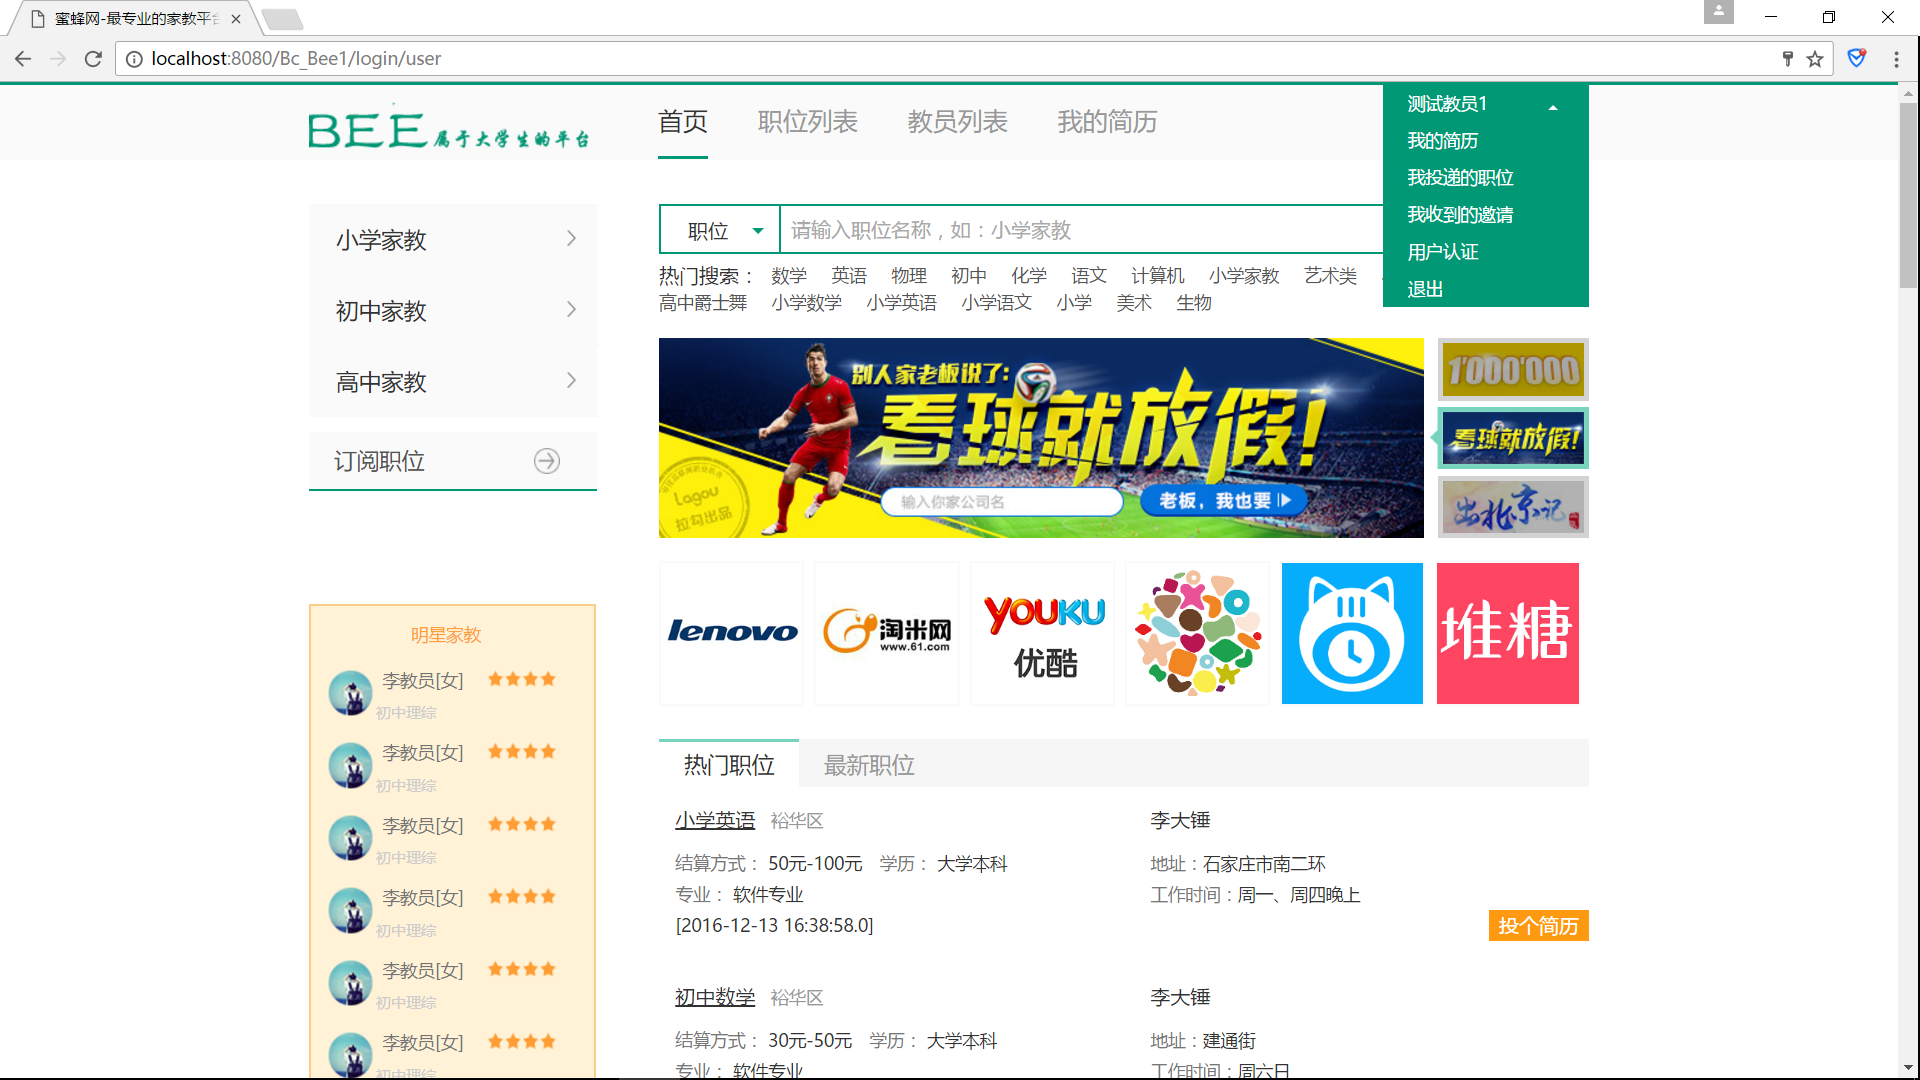 蜜蜂网-最专业的家教平台
localhost:8080/Bc_Bee1/login/user
BEE 属于大学生的平台
首页 职位列表 教员列表 我的简历
测试教员1
我的简历
我投递的职位
我收到的邀请
用户认证
退出
小学家教
初中家教
高中家教
订阅职位
职位 请输入职位名称，如：小学家教
热门搜索： 数学 英语 物理 初中 化学 语文 计算机 小学家教 艺术类
高中爵士舞 小学数学 小学英语 小学语文 小学 美术 生物
别人家老板说了:
看球就放假!
输入你家公司名 老板，我也要
Lagou
拉勾出品
1'000'000
看球就放假!
出北京记
lenovo
淘米网
www.61.com
YOUKU
优酷
堆糖
明星家教
李教员[女]
初中理综
李教员[女]
初中理综
李教员[女]
初中理综
李教员[女]
初中理综
李教员[女]
初中理综
李教员[女]
初中理综
热门职位 最新职位
小学英语 裕华区 李大锤
结算方式： 50元-100元 学历： 大学本科 地址：石家庄市南二环
专业： 软件专业 工作时间：周一、周四晚上
[2016-12-13 16:38:58.0]
投个简历
初中数学 裕华区 李大锤
结算方式： 30元-50元 学历： 大学本科 地址：建通街
专业： 软件专业 工作时间：周六日